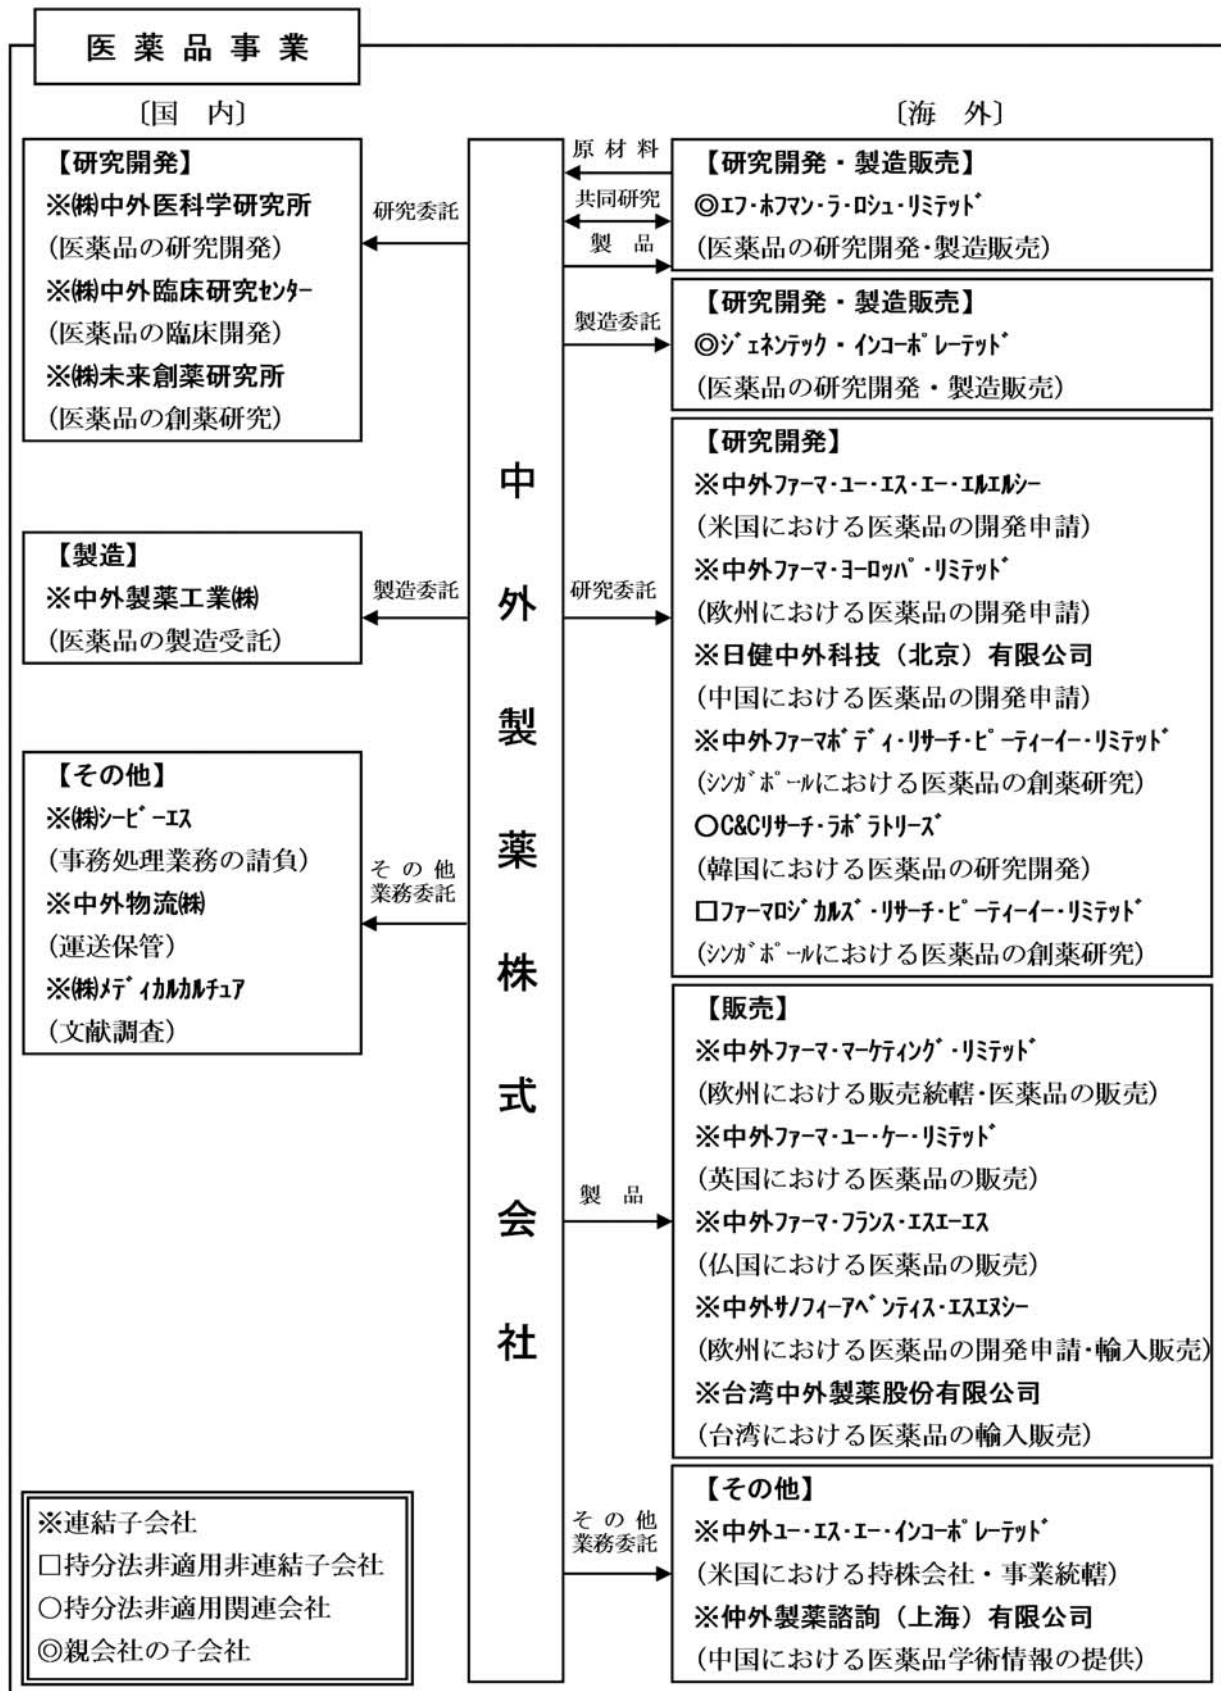 医薬品事業
〔国　内〕
【研究開発】
※㈱中外医科学研究所
(医薬品の研究開発)
※㈱中外臨床研究ｾﾝﾀｰ
(医薬品の臨床開発)
※㈱未来創薬研究所
(医薬品の創薬研究)
研究委託
【製造】
※中外製薬工業㈱
(医薬品の製造受託)
製造委託
【その他】
※㈱ｼｰﾋﾞｰｴｽ
(事務処理業務の請負)
※中外物流㈱
(運送保管)
※㈱ﾒﾃﾞｨｶﾙｶﾙﾁｭｱ
(文献調査)
その他
業務委託
中外製薬株式会社
〔海　外〕
原材料
共同研究
製　品
【研究開発・製造販売】
◎ｴﾌ･ﾎﾌﾏﾝ･ﾗ･ﾛｼｭ･ﾘﾐﾃｯﾄﾞ
(医薬品の研究開発･製造販売)
製造委託
【研究開発・製造販売】
◎ｼﾞｪﾈﾝﾃｯｸ・ｲﾝｺｰﾎﾟﾚｰﾃｯﾄﾞ
(医薬品の研究開発・製造販売)
研究委託
【研究開発】
※中外ﾌｧｰﾏ･ﾕｰ･ｴｽ･ｴｰ･ｴﾙｴﾙｼｰ
(米国における医薬品の開発申請)
※中外ﾌｧｰﾏ･ﾖｰﾛｯﾊﾟ･ﾘﾐﾃｯﾄﾞ
(欧州における医薬品の開発申請)
※日健中外科技（北京）有限公司
(中国における医薬品の開発申請)
※中外ﾌｧｰﾏﾎﾞﾃﾞｨ･ﾘｻｰﾁ･ﾋﾟｰﾃｨｰｲｰ･ﾘﾐﾃｯﾄﾞ
(ｼﾝｶﾞﾎﾟｰﾙにおける医薬品の創薬研究)
○C&Cﾘｻｰﾁ･ﾗﾎﾞﾗﾄﾘｰｽﾞ
(韓国における医薬品の研究開発)
□ﾌｧｰﾏﾛｼﾞｶﾙｽﾞ･ﾘｻｰﾁ･ﾋﾟｰﾃｨｰｲｰ･ﾘﾐﾃｯﾄﾞ
(ｼﾝｶﾞﾎﾟｰﾙにおける医薬品の創薬研究)
製　品
【販売】
※中外ﾌｧｰﾏ･ﾏｰｹﾃｨﾝｸﾞ･ﾘﾐﾃｯﾄﾞ
(欧州における販売統轄･医薬品の販売)
※中外ﾌｧｰﾏ･ﾕｰ･ｹｰ･ﾘﾐﾃｯﾄﾞ
(英国における医薬品の販売)
※中外ﾌｧｰﾏ･ﾌﾗﾝｽ･ｴｽｴｰｴｽ
(仏国における医薬品の販売)
※中外ｻﾉﾌｨｰｱﾍﾞﾝﾃｨｽ･ｴｽｴﾇｼｰ
(欧州における医薬品の開発申請･輸入販売)
※台湾中外製薬股份有限公司
(台湾における医薬品の輸入販売)
その他
業務委託
【その他】
※中外ﾕｰ･ｴｽ･ｴｰ･ｲﾝｺｰﾎﾟﾚｰﾃｯﾄﾞ
(米国における持株会社・事業統轄)
※仲外製薬諮詢（上海）有限公司
(中国における医薬品学術情報の提供)
※連結子会社
□持分法非適用非連結子会社
○持分法非適用関連会社
◎親会社の子会社